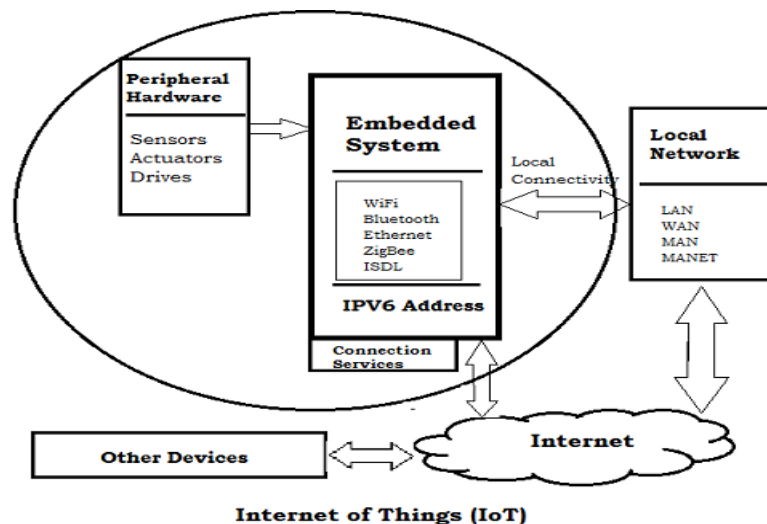 Peripheral
Hardware
Sensors
Actuators
Drives
Embedded
System
WiFi
Bluetooth
Ethernet
ZigBee
ISDL
IPV6 Address
Connection
Services
Local
Connectivity
Local
Network
LAN
WAN
MAN
MANET
Other Devices
Internet
Internet of Things (IoT)